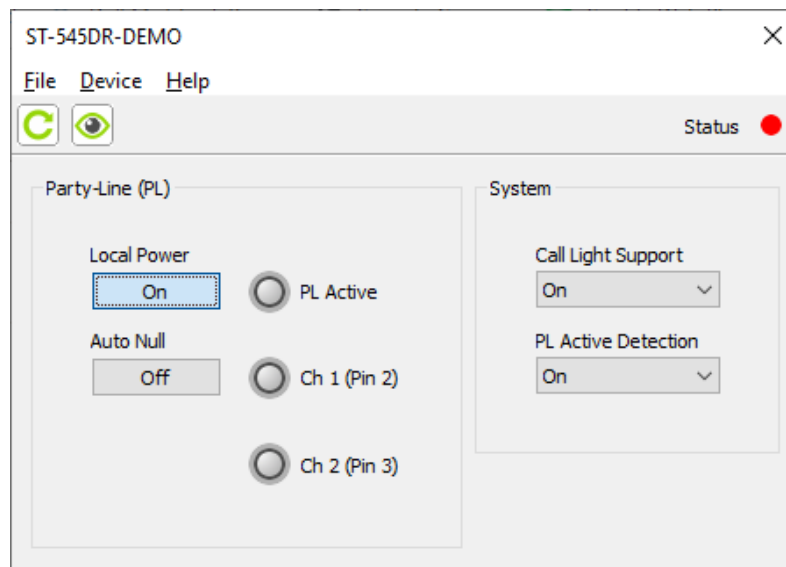 ST-545DR-DEMO
File Device Help
Status
Party-Line (PL)
Local Power
On
PL Active
Auto Null
Off
Ch 1 (Pin 2)
Ch 2 (Pin 3)
System
Call Light Support
On
PL Active Detection
On